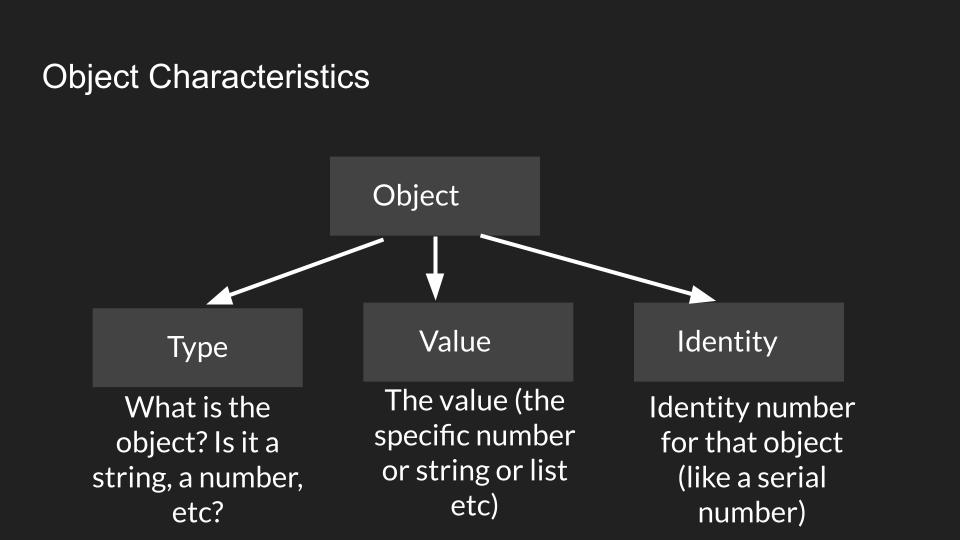 Object Characteristics
Object
Type
Value
Identity
What is the
object? Is it a
string, a number,
etc?
The value (the
specific number
or string or list
etc)
Identity number
for that object
(like a serial
number)